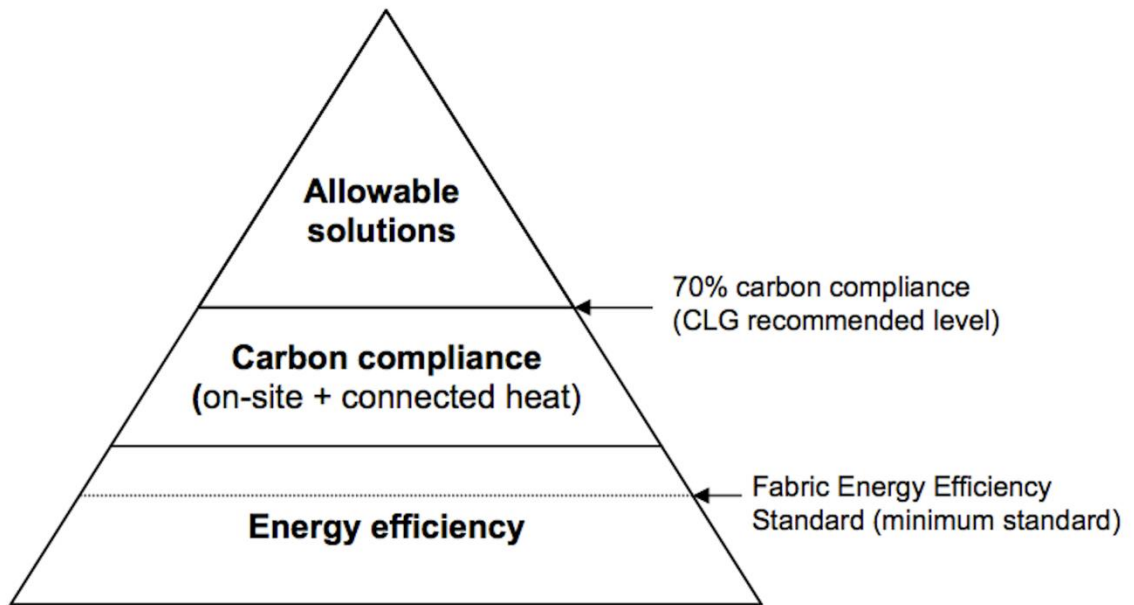 Allowable
solutions
70% carbon compliance
(CLG recommended level)
Carbon compliance
(on-site + connected heat)
Fabric Energy Efficiency
Standard (minimum standard)
Energy efficiency